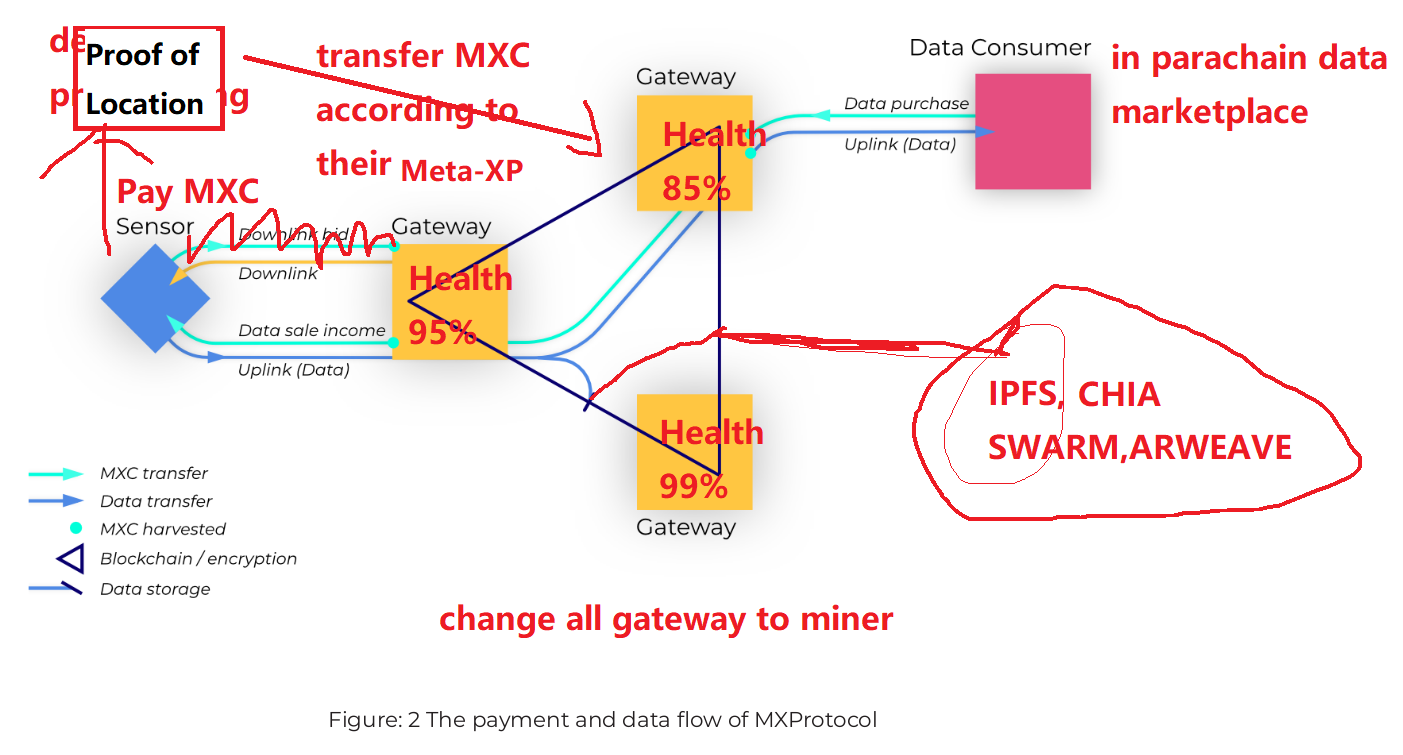 de
Proof of
pr
ng
Location
transfer MXC
according to
their Meta-XP
Gateway
Data Consumer
in parachain data
marketplace
Data purchase
Uplink (Data)
Health
85%
Pay MXC
Sensor
Gateway
Downlink bid
Downlink
Health
95%
Data sale income
Uplink (Data)
IPFS, CHIA
SWARM,ARWEAVE
Health
99%
Gateway
MXC transfer
Data transfer
MXC harvested
Blockchain / encryption
Data storage
change all gateway to miner
Figure: 2 The payment and data flow of MXProtocol